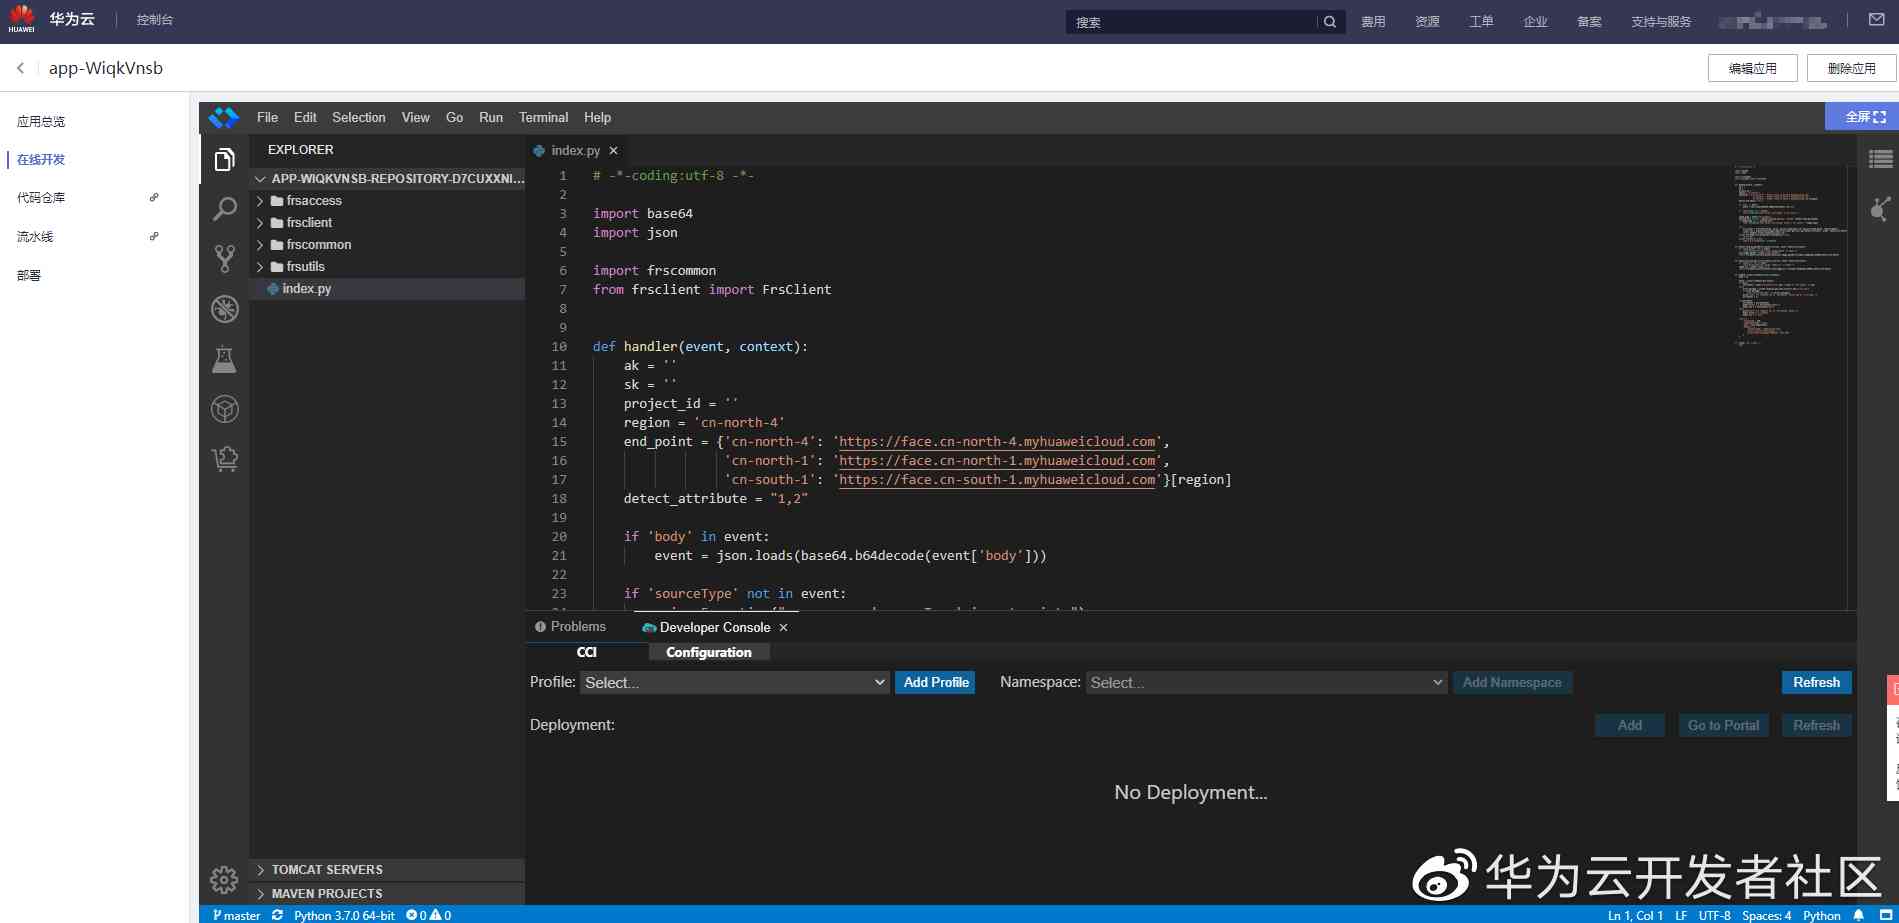 HUAWEI
华为云
控制台
搜索
费用
资源
工单
企业
备案
支持与服务
app-WiqkVnsb
编辑应用
删除应用
应用总览
在线开发
代码仓库
流水线
部署
File Edit Selection View Go Run Terminal Help
全屏
EXPLORER
APP-WIQKVNSB-REPOSITORY-D7CUXXNI...
frsaccess
frsclient
frscommon
frsutils
index.py
TOMCAT SERVERS
MAVEN PROJECTS
index.py
1 # -*-coding:utf-8 -*-
2
3 import base64
4 import json
5
6 import frscommon
7 from frsclient import FrsClient
8
9
10 def handler(event, context):
11 ak = ''
12 sk = ''
13 project_id = ''
14 region = 'cn-north-4'
15 end_point = {'cn-north-4': 'https://face.cn-north-4.myhuaweicloud.com',
16 'cn-north-1': 'https://face.cn-north-1.myhuaweicloud.com',
17 'cn-south-1': 'https://face.cn-south-1.myhuaweicloud.com'}[region]
18 detect_attribute = "1,2"
19
20 if 'body' in event:
21 event = json.loads(base64.b64decode(event['body']))
22
23 if 'sourceType' not in event:
Problems
Developer Console
CCI
Configuration
Profile: Select... Add Profile
Namespace: Select... Add Namespace
Refresh
Deployment:
Add
Go to Portal
Refresh
No Deployment...
华为云开发者社区
master Python 3.7.0 64-bit 0 0
Ln 1, Col 1 LF UTF-8 Spaces: 4 Python